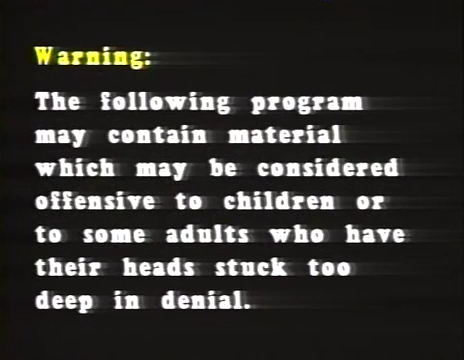 Warning:
The following program
may contain material
which may be considered
offensive to children or
to some adults who have
their heads stuck too
deep in denial.